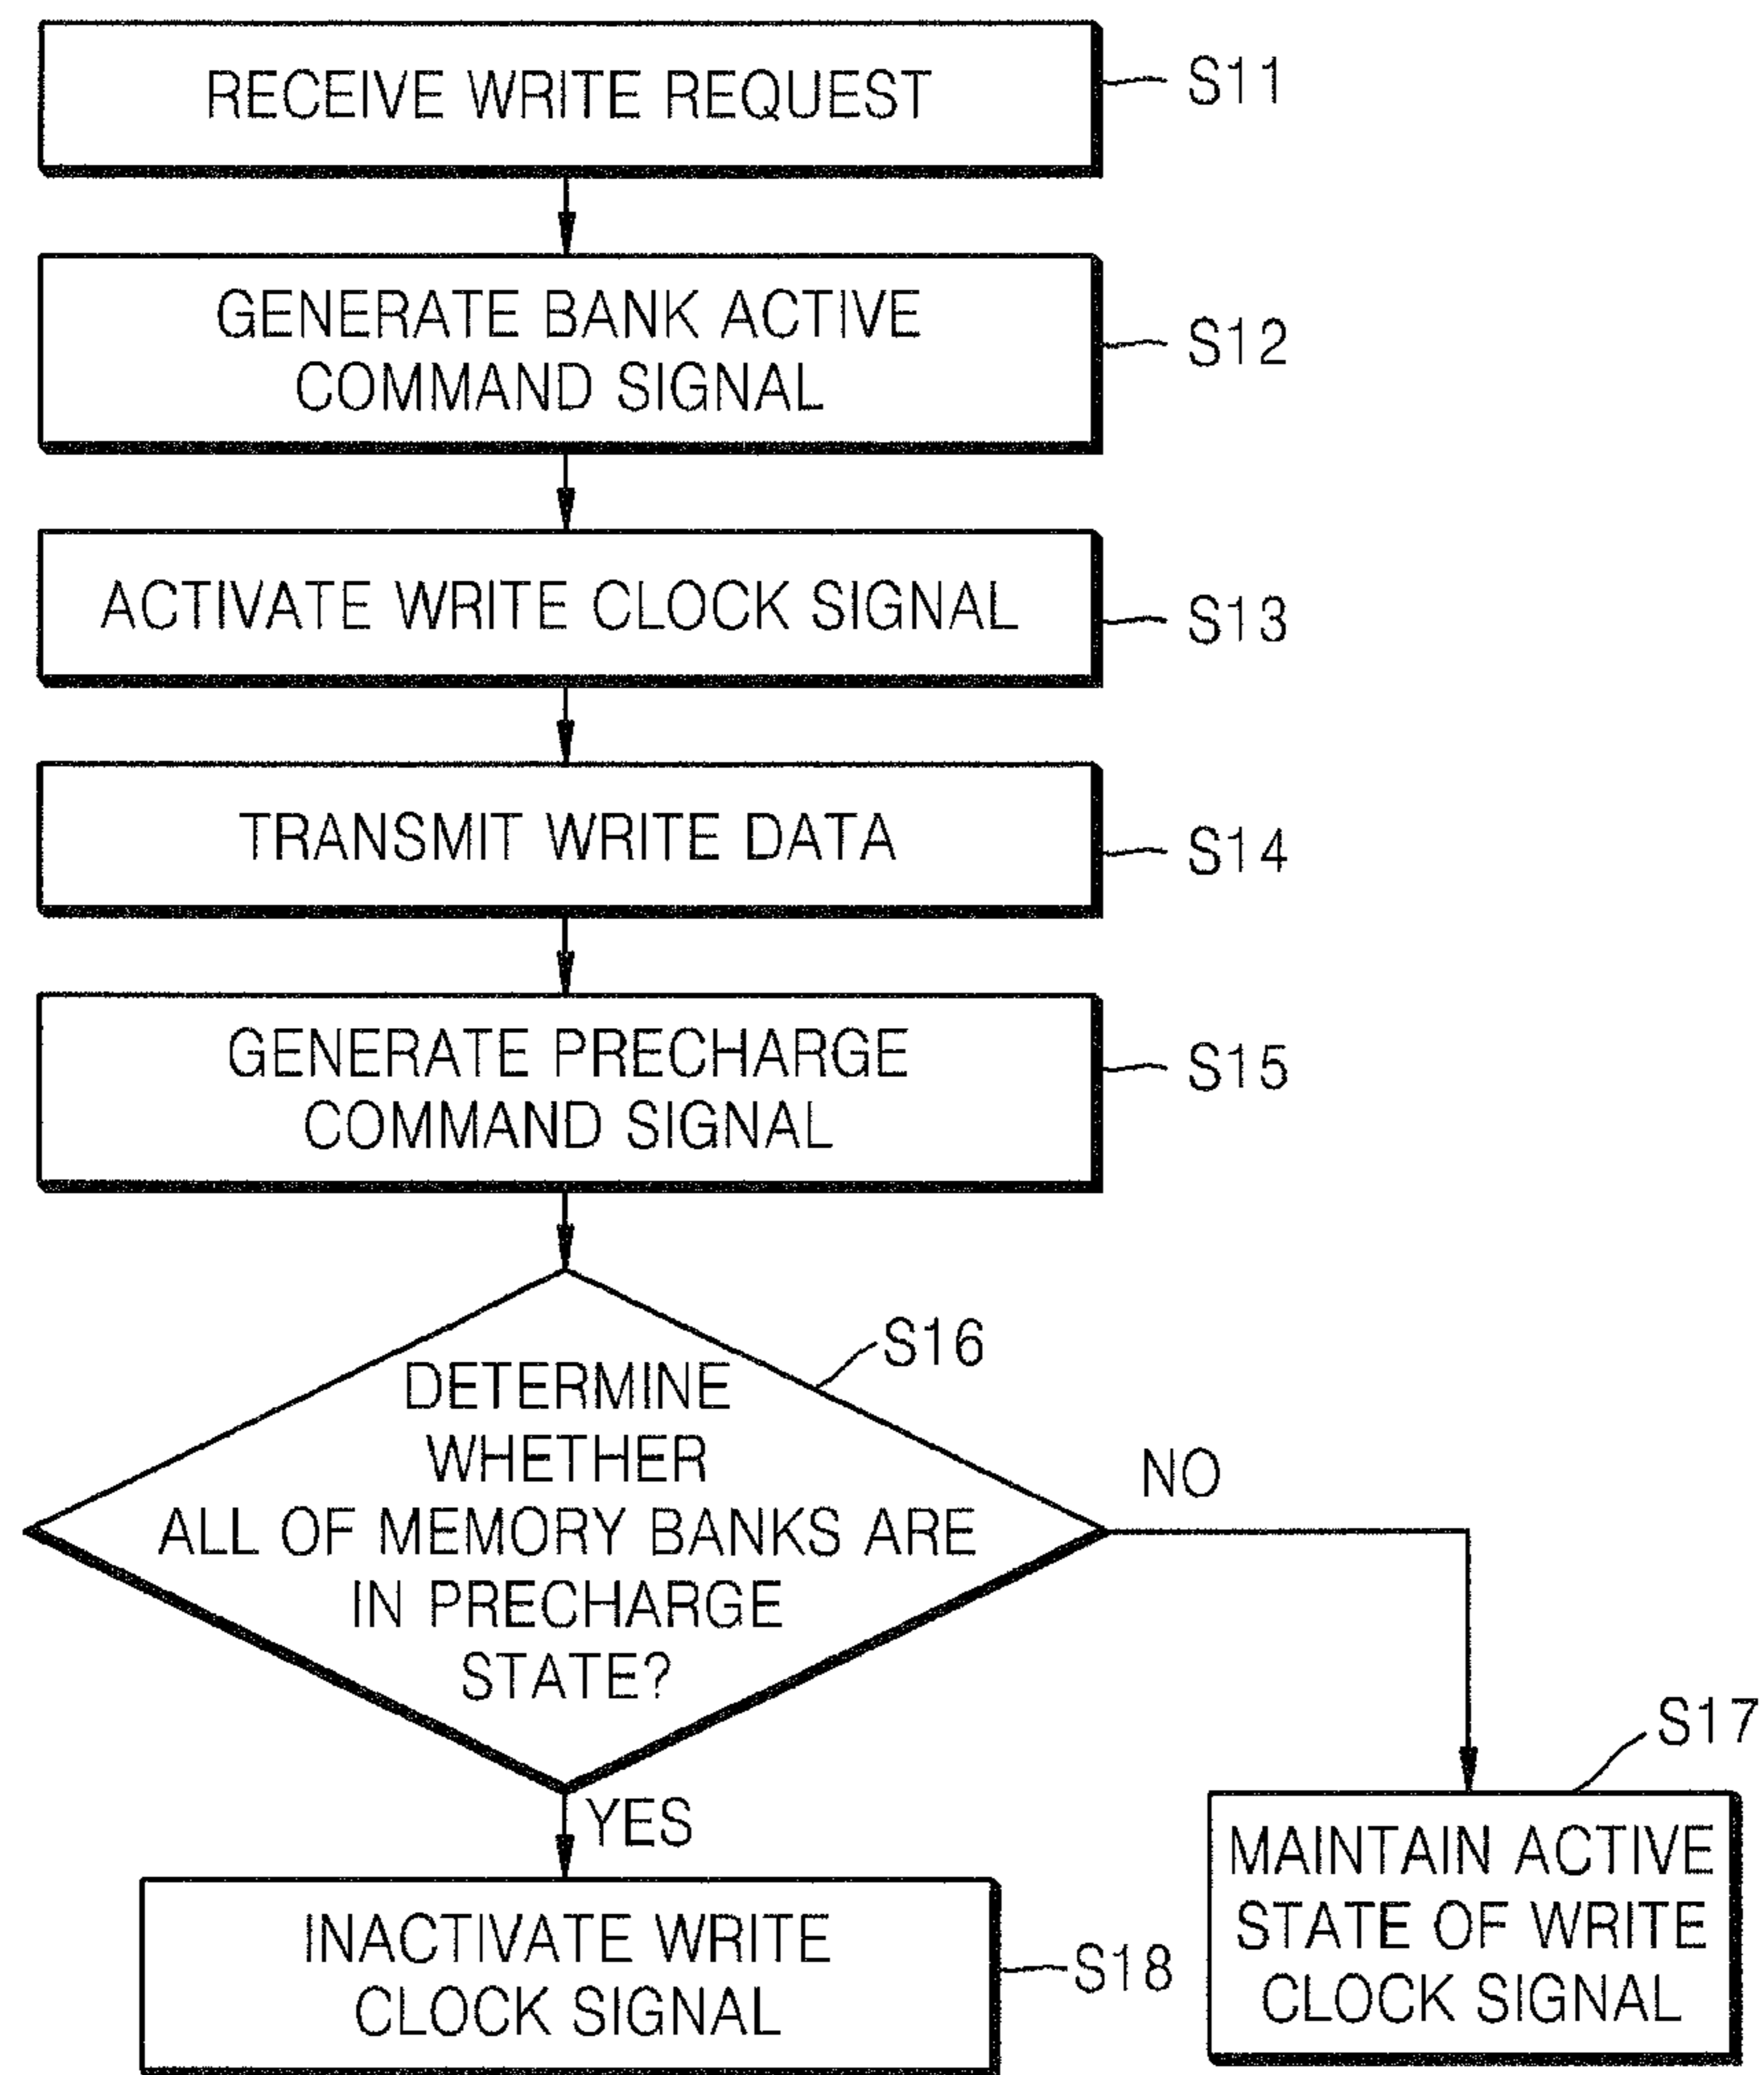 RECEIVE WRITE REQUEST
S11
GENERATE BANK ACTIVE
COMMAND SIGNAL
S12
ACTIVATE WRITE CLOCK SIGNAL
S13
TRANSMIT WRITE DATA
S14
GENERATE PRECHARGE
COMMAND SIGNAL
S15
S16
DETERMINE
WHETHER
ALL OF MEMORY BANKS ARE
IN PRECHARGE
STATE?
NO
YES
S17
MAINTAIN ACTIVE
STATE OF WRITE
CLOCK SIGNAL
INACTIVATE WRITE
CLOCK SIGNAL
S18